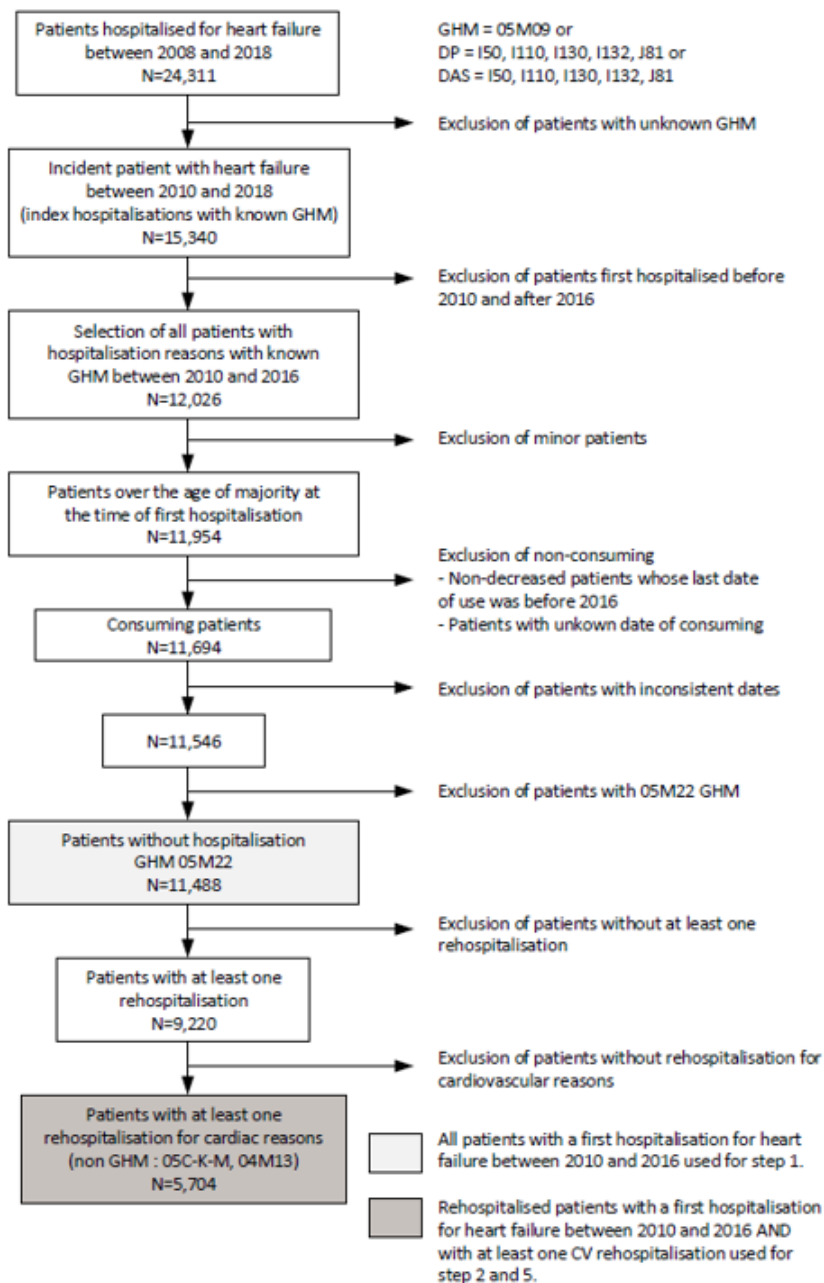 Patients hospitalised for heart failure
between 2008 and 2018
N=24,311
GHM = 05M09 or
DP = I50, I110, I130, I132, J81 or
DAS = I50, I110, I130, I132, J81
Exclusion of patients with unknown GHM
Incident patient with heart failure
between 2010 and 2018
(index hospitalisations with known GHM)
N=15,340
Exclusion of patients first hospitalised before
2010 and after 2016
Selection of all patients with
hospitalisation reasons with known
GHM between 2010 and 2016
N=12,026
Exclusion of minor patients
Patients over the age of majority at
the time of first hospitalisation
N=11,954
Exclusion of non-consuming
- Non-decreased patients whose last date
of use was before 2016
- Patients with unkown date of consuming
Consuming patients
N=11,694
Exclusion of patients with inconsistent dates
N=11,546
Exclusion of patients with 05M22 GHM
Patients without hospitalisation
GHM 05M22
N=11,488
Exclusion of patients without at least one
rehospitalisation
Patients with at least one
rehospitalisation
N=9,220
Exclusion of patients without rehospitalisation for
cardiovascular reasons
Patients with at least one
rehospitalisation for cardiac reasons
(non GHM : 05C-K-M, 04M13)
N=5,704
All patients with a first hospitalisation for heart
failure between 2010 and 2016 used for step 1.
Rehospitalised patients with a first hospitalisation
for heart failure between 2010 and 2016 AND
with at least one CV rehospitalisation used for
step 2 and 5.